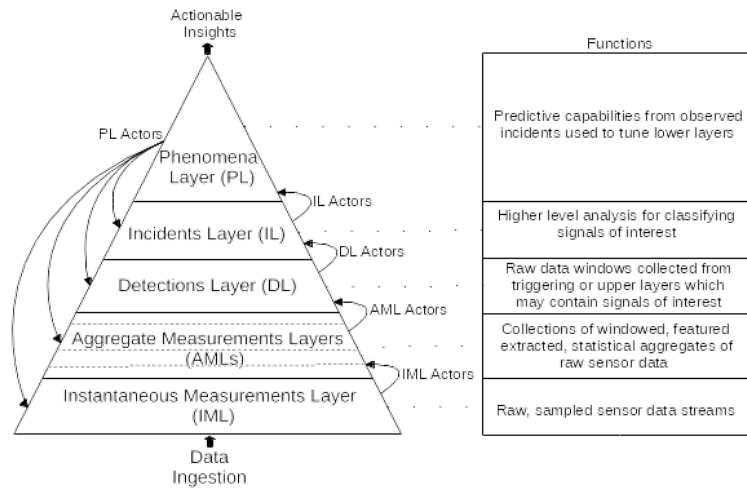 Actionable
Insights
PL Actors
Phenomena
Layer (PL)
IL Actors
Incidents Layer (IL)
DL Actors
Detections Layer (DL)
AML Actors
Aggregate Measurements Layers
(AMLs)
IML Actors
Instantaneous Measurements Layer
(IML)
Data
Ingestion
Functions
Predictive capabilities from observed
incidents used to tune lower layers
Higher level analysis for classifying
signals of interest
Raw data windows collected from
triggering or upper layers which
may contain signals of interest
Collections of windowed, featured
extracted, statistical aggregates of
raw sensor data
Raw, sampled sensor data streams